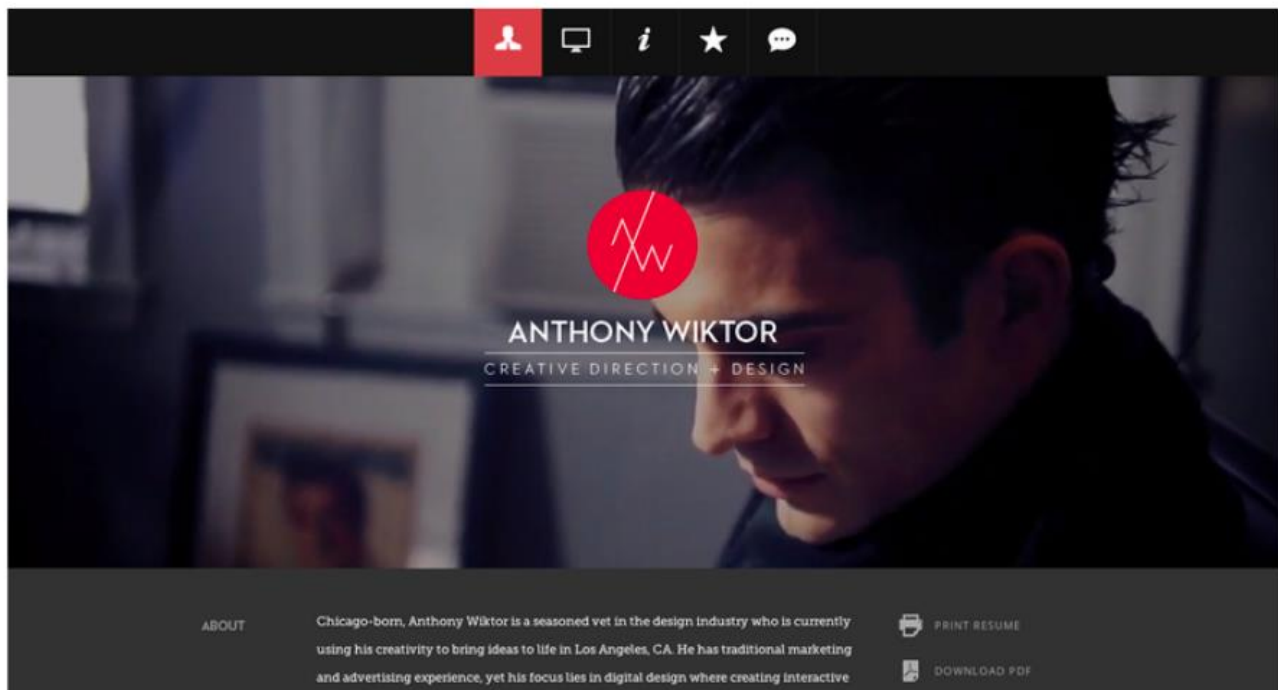 AW
ANTHONY WIKTOR
CREATIVE DIRECTION + DESIGN
ABOUT
Chicago-born, Anthony Wiktor is a seasoned vet in the design industry who is currently
using his creativity to bring ideas to life in Los Angeles, CA. He has traditional marketing
and advertising experience, yet his focus lies in digital design where creating interactive
PRINT RESUME
DOWNLOAD PDF